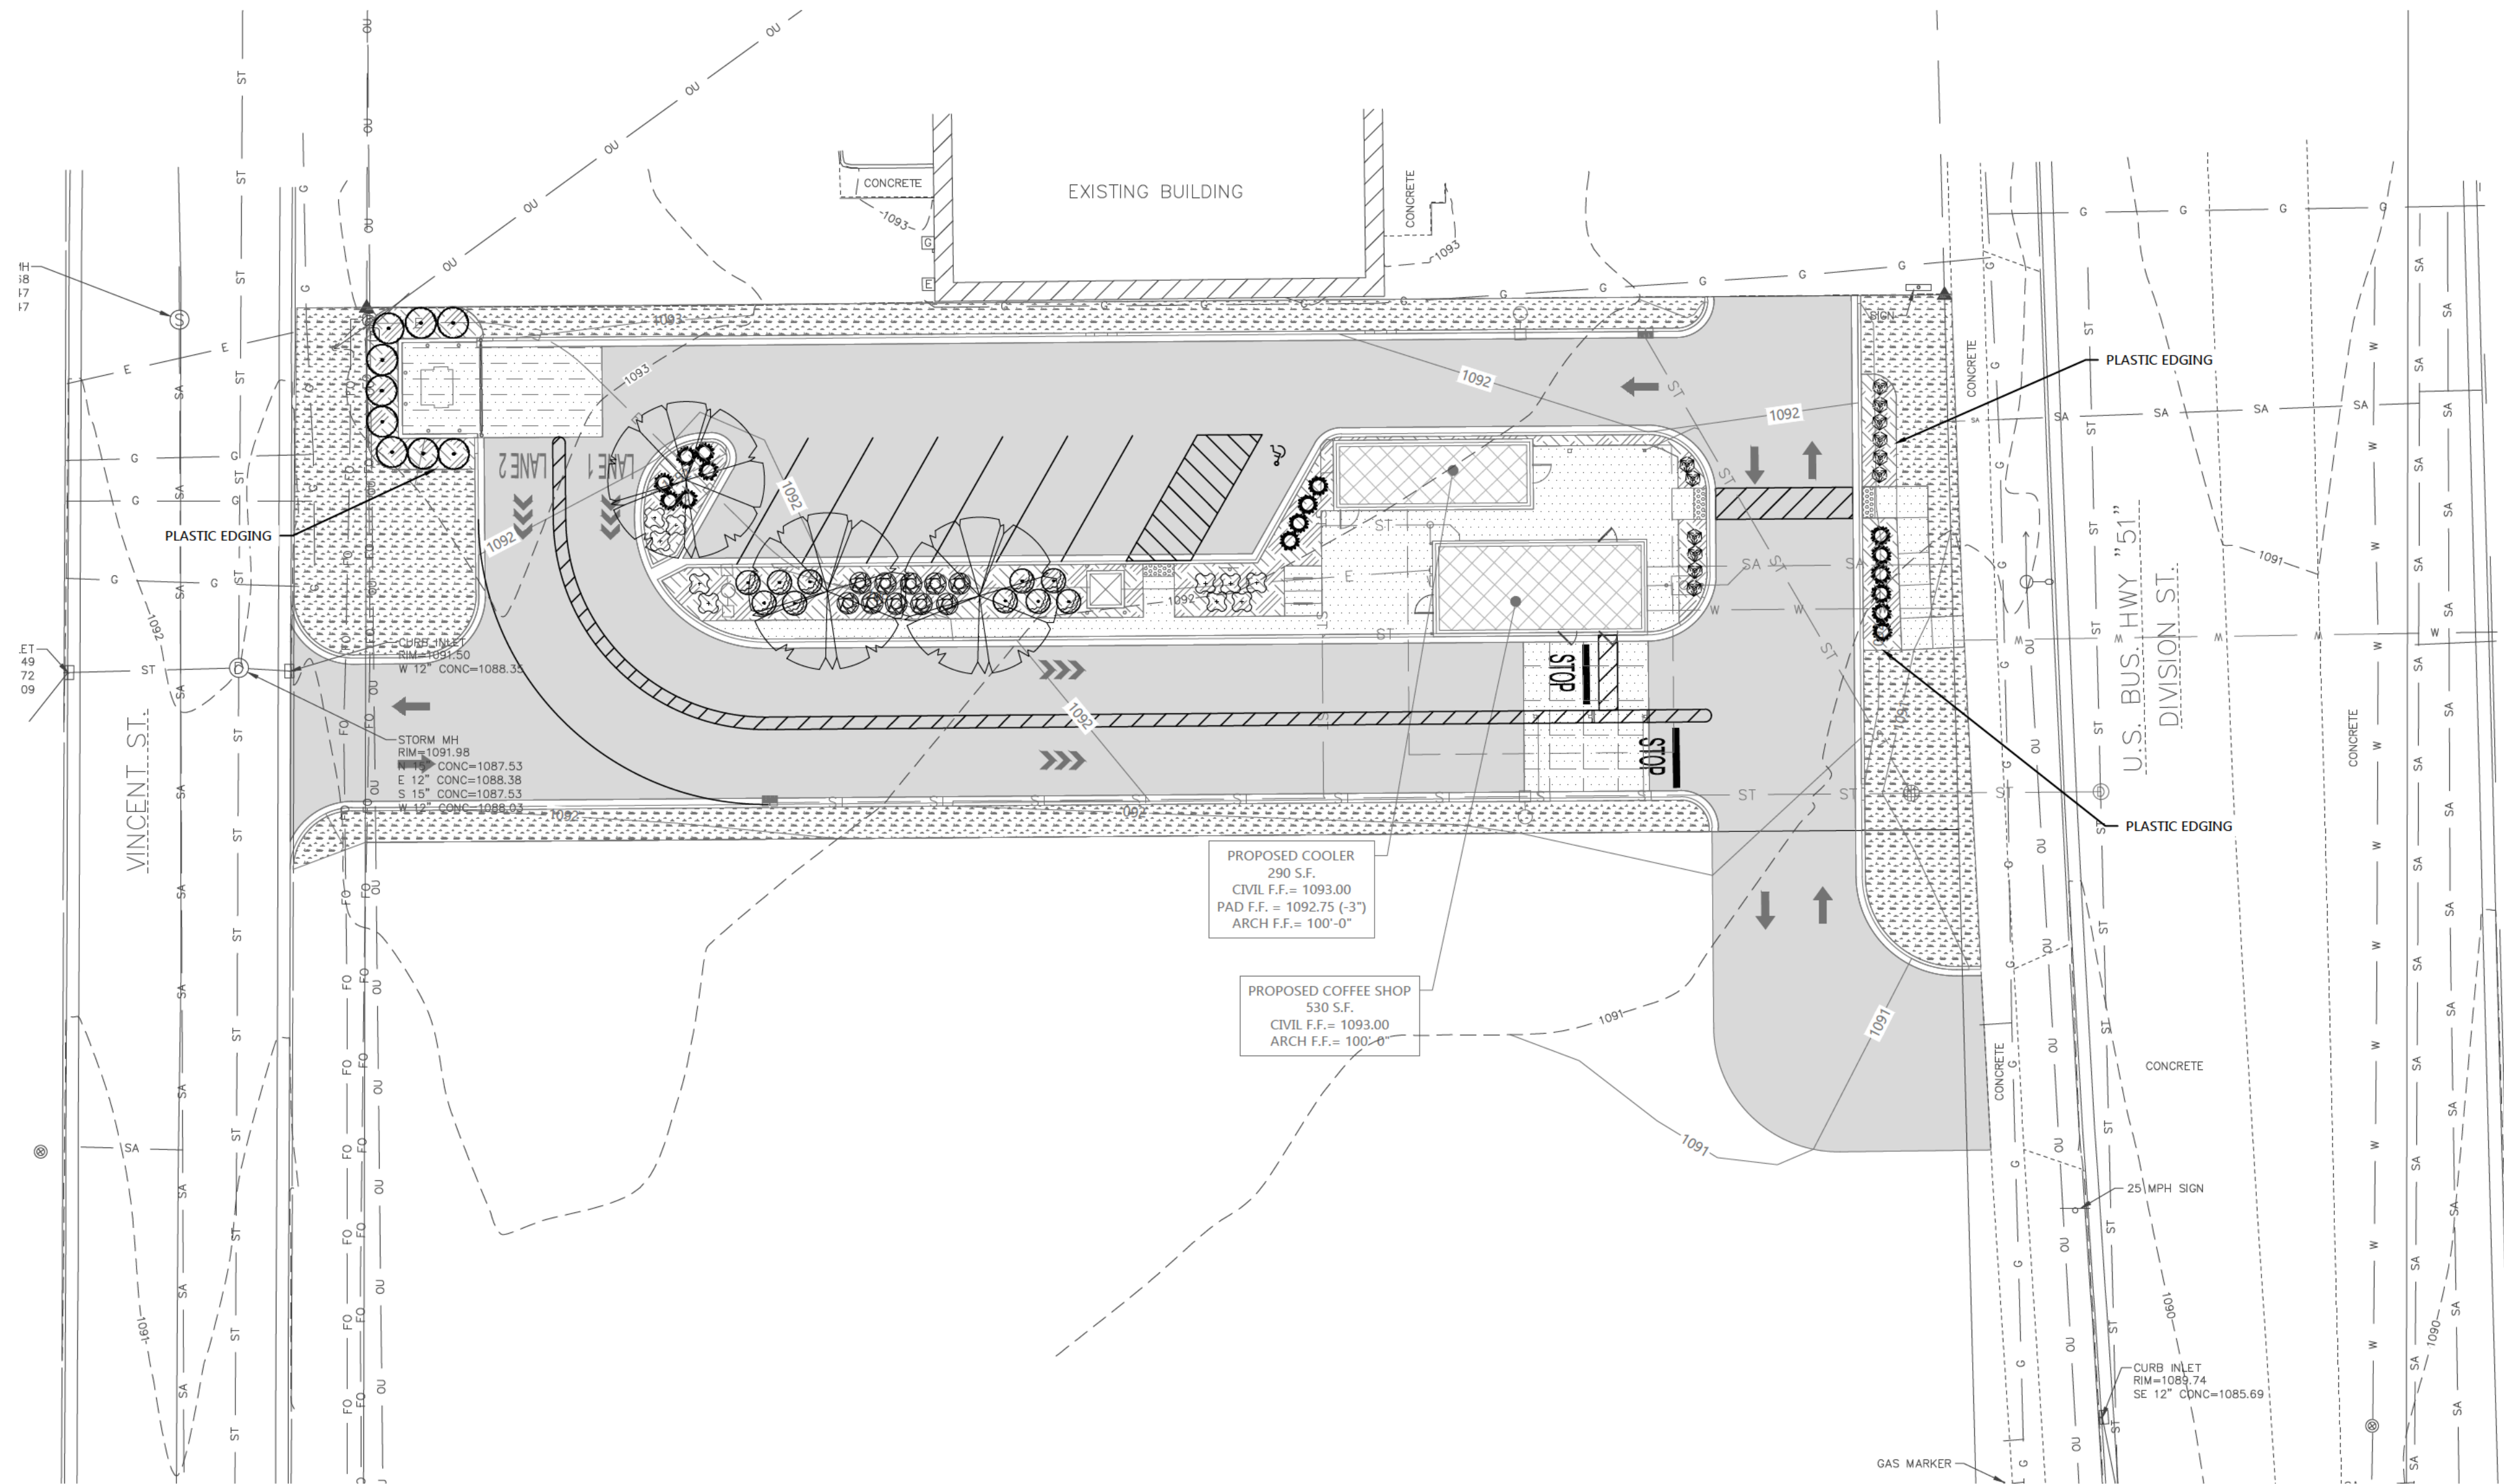 EXISTING BUILDING
CONCRETE
1093
CONCRETE
1093
G
E
SIGN
CONCRETE
PLASTIC EDGING
1093
1093
1092
1092
LANE 2
LANE 1
1092
1092
PLASTIC EDGING
1092
1092
1091
U.S. BUS. HWY "51"
DIVISION ST.
CURB INLET
RIM=1091.50
W 12" CONC=1088.35
VINCENT ST.
STORM MH
RIM=1091.98
N 15" CONC=1087.53
E 12" CONC=1088.38
S 15" CONC=1087.53
W 12" CONC=1088.03
STOP
STOP
1092
1092
PLASTIC EDGING
CONCRETE
PROPOSED COOLER
290 S.F.
CIVIL F.F.= 1093.00
PAD F.F. = 1092.75 (-3")
ARCH F.F.= 100'-0"
PROPOSED COFFEE SHOP
530 S.F.
CIVIL F.F.= 1093.00
ARCH F.F.= 100'-0"
1091
1091
1091
CONCRETE
CONCRETE
25 MPH SIGN
1091
1090
1090
CURB INLET
RIM=1089.74
SE 12" CONC=1085.69
GAS MARKER